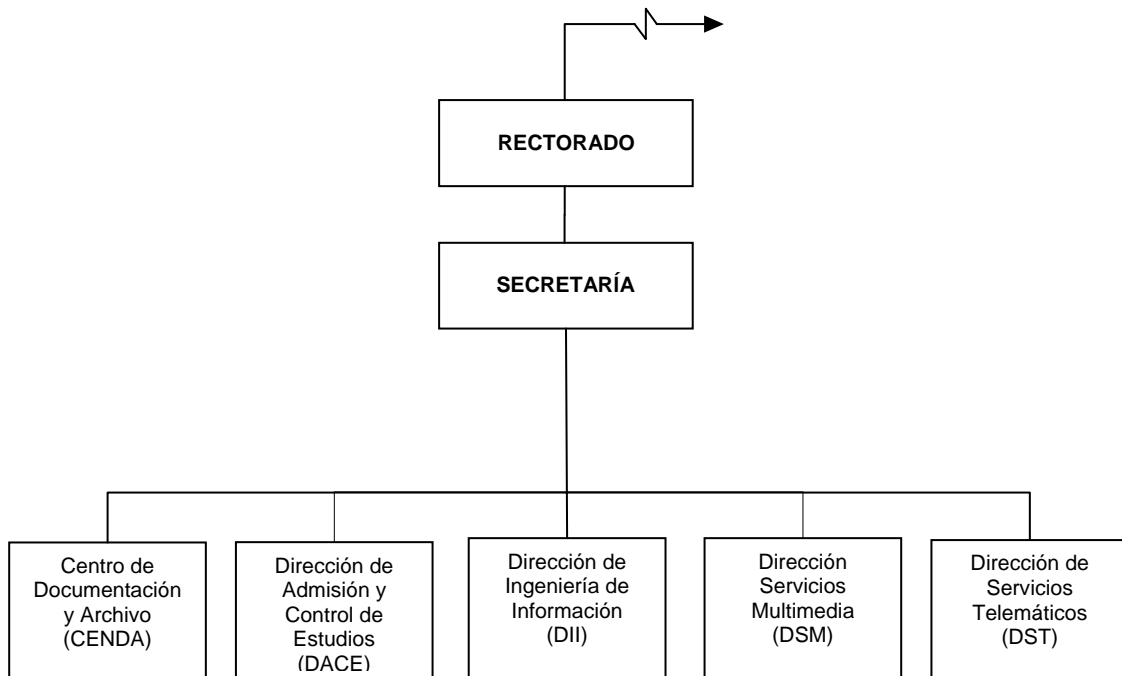 RECTORADO
SECRETARÍA
Centro de
Documentación
y Archivo
(CENDA)
Dirección de
Admisión y
Control de
Estudios
(DACE)
Dirección de
Ingeniería de
Información
(DII)
Dirección
Servicios
Multimedia
(DSM)
Dirección de
Servicios
Telemáticos
(DST)